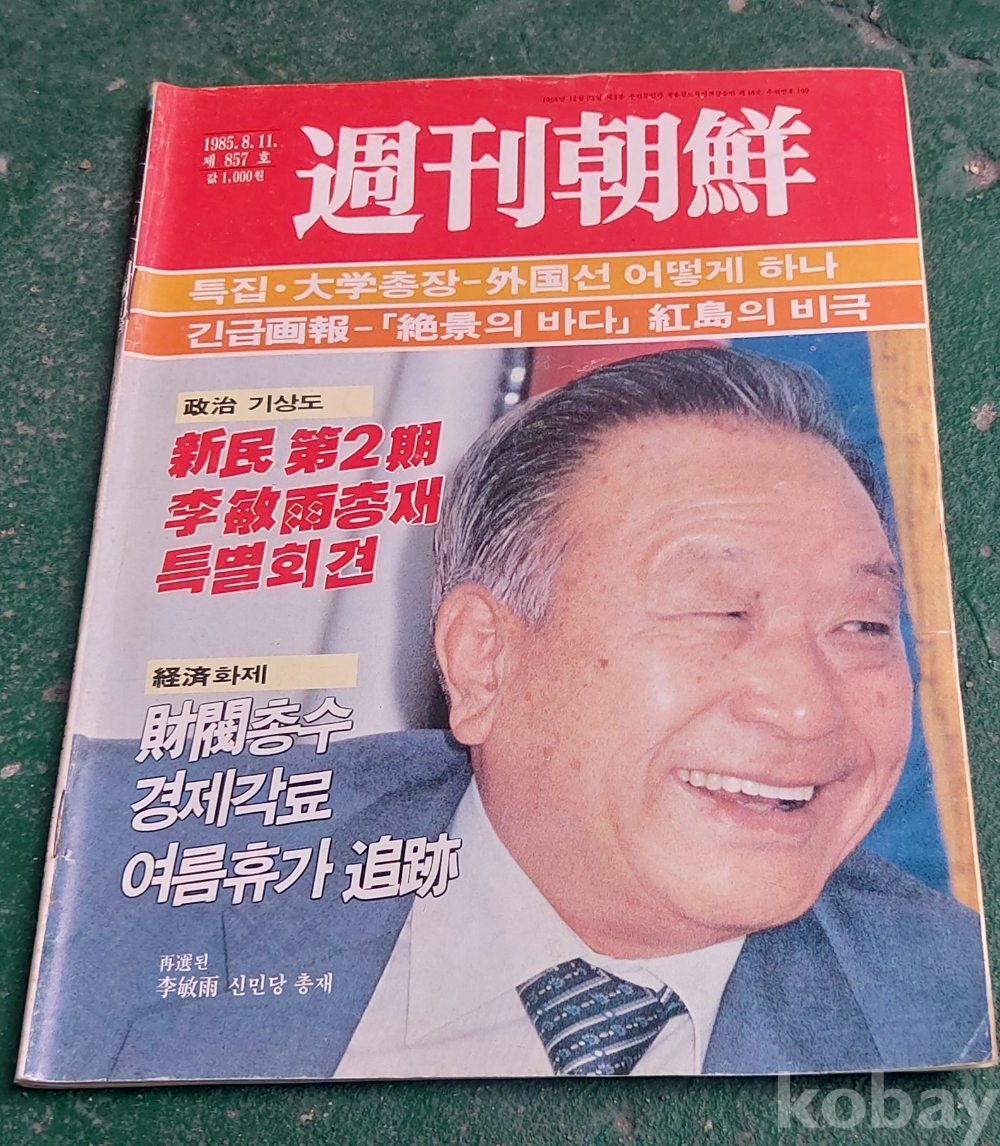 1985. 8. 11.
제 857 호
값 1,000원
週刊朝鮮
특집·大学총장-外国선 어떻게 하나
긴급画報-「絶景의 바다」 紅島의 비극
政治 기상도
新民 第2期
李敏雨총재
특별회견
経済화제
財閥총수
경제각료
여름휴가 追跡
再選된
李敏雨 신민당 총재
kobay